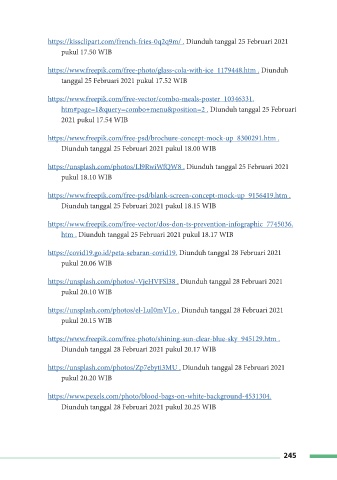 https://kissclipart.com/french-fries-0q2q9m/ , Diunduh tanggal 25 Februari 2021
pukul 17.50 WIB
https://www.freepik.com/free-photo/glass-cola-with-ice_1179448.htm , Diunduh
tanggal 25 Februari 2021 pukul 17.52 WIB
https://www.freepik.com/free-vector/combo-meals-poster_10346331.
htm#page=1&query=combo+menu&position=2 , Diunduh tanggal 25 Februari
2021 pukul 17.54 WIB
https://www.freepik.com/free-psd/brochure-concept-mock-up_8300291.htm ,
Diunduh tanggal 25 Februari 2021 pukul 18.00 WIB
https://unsplash.com/photos/LI9RwiWfQW8 , Diunduh tanggal 25 Februari 2021
pukul 18.10 WIB
https://www.freepik.com/free-psd/blank-screen-concept-mock-up_9156419.htm ,
Diunduh tanggal 25 Februari 2021 pukul 18.15 WIB
https://www.freepik.com/free-vector/dos-don-ts-prevention-infographic_7745036.
htm , Diunduh tanggal 25 Februari 2021 pukul 18.17 WIB
https://covid19.go.id/peta-sebaran-covid19, Diunduh tanggal 28 Februari 2021
pukul 20.06 WIB
https://unsplash.com/photos/-VjeHVFSl38 , Diunduh tanggal 28 Februari 2021
pukul 20.10 WIB
https://unsplash.com/photos/el-Lul0mVLo , Diunduh tanggal 28 Februari 2021
pukul 20.15 WIB
https://www.freepik.com/free-photo/shining-sun-clear-blue-sky_945129.htm ,
Diunduh tanggal 28 Februari 2021 pukul 20.17 WIB
https://unsplash.com/photos/Zp7ebyti3MU , Diunduh tanggal 28 Februari 2021
pukul 20.20 WIB
https://www.pexels.com/photo/blood-bags-on-white-background-4531304,
Diunduh tanggal 28 Februari 2021 pukul 20.25 WIB
245